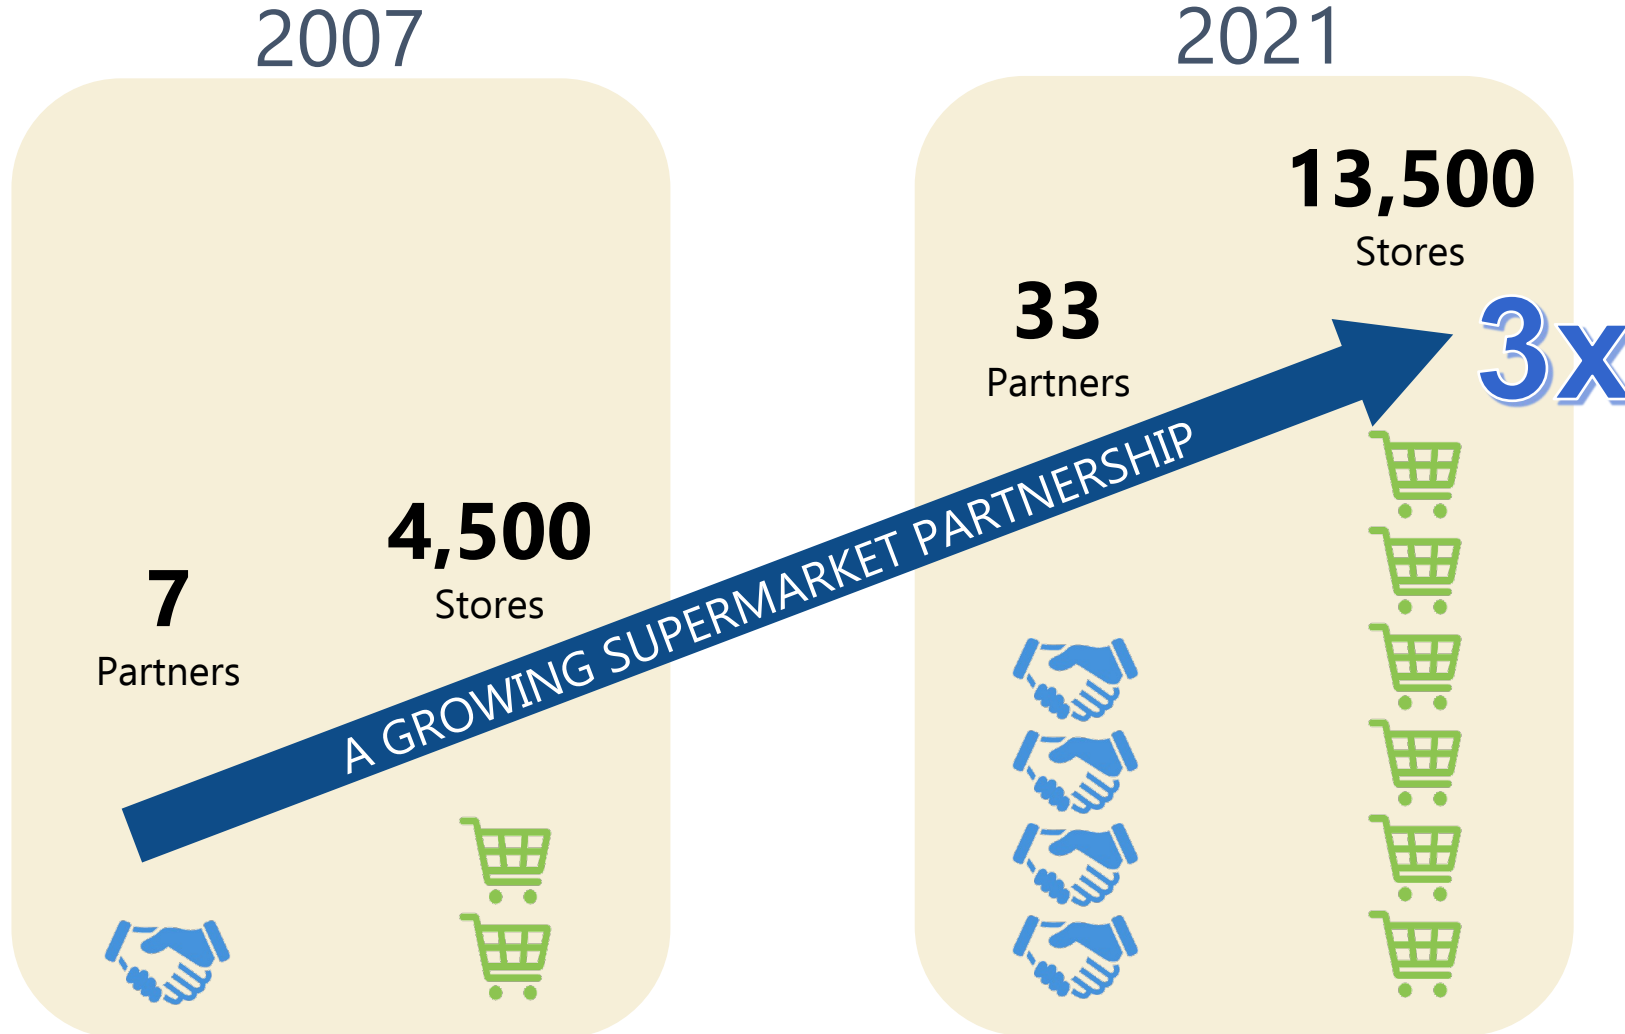 2007
7
Partners
4,500
Stores
A GROWING SUPERMARKET PARTNERSHIP
2021
33
Partners
13,500
Stores
3x